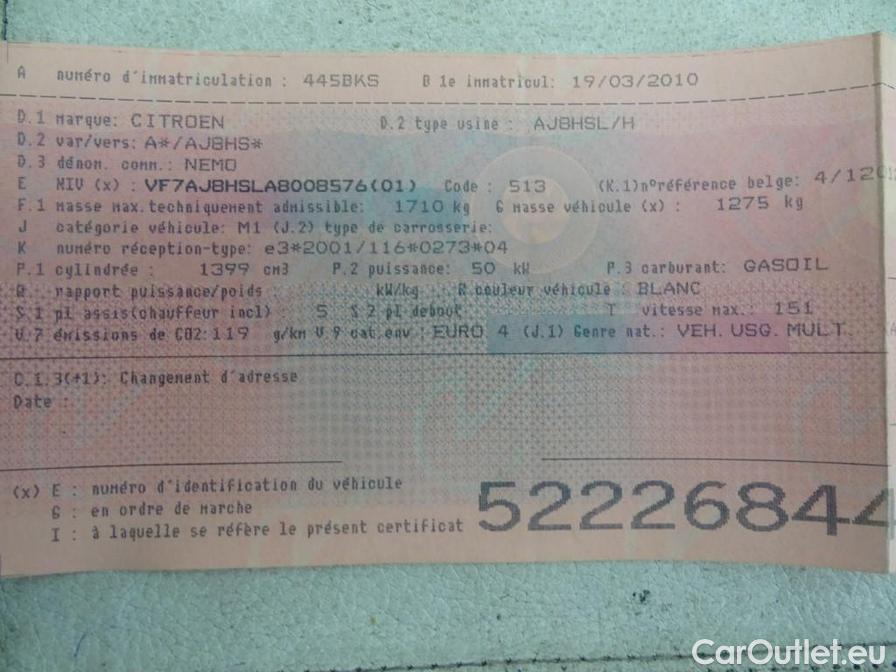 A numéro d'immatriculation : 445BKS B 1e immatricul: 19/03/2010
D.1 Marque: CITROEN D.2 type usine : AJ8HSL/H
D.2 var/vers: A*/AJ8HS*
D.3 dénom. comm.: NEMO
E NIV (x) : VF7AJ8HSLA8008576(01) Code : 513 (K.1)n°référence belge: 4/1201
F.1 masse max.techniquement admissible: 1710 kg G masse véhicule (x) : 1275 kg
J catégorie véhicule: M1 (J.2) type de carrosserie:
K numéro réception-type: e3*2001/116*0273*04
P.1 cylindrée : 1399 cm3 P.2 puissance: 50 kW P.3 carburant: GASOIL
Q rapport puissance/poids : kW/kg R couleur véhicule : BLANC
S.1 pl assis(chauffeur incl) : 5 S.2 pl debout T vitesse max.: 151
V.7 émissions de CO2: 119 g/km V.9 cat.env : EURO 4 (J.1) Genre nat.: VEH. USG. MULT.
C.1.3(+1): Changement d'adresse
Date :
(x) E : numéro d'identification du véhicule
G : en ordre de marche
I : à laquelle se réfère le présent certificat
52226844
CarOutlet.eu